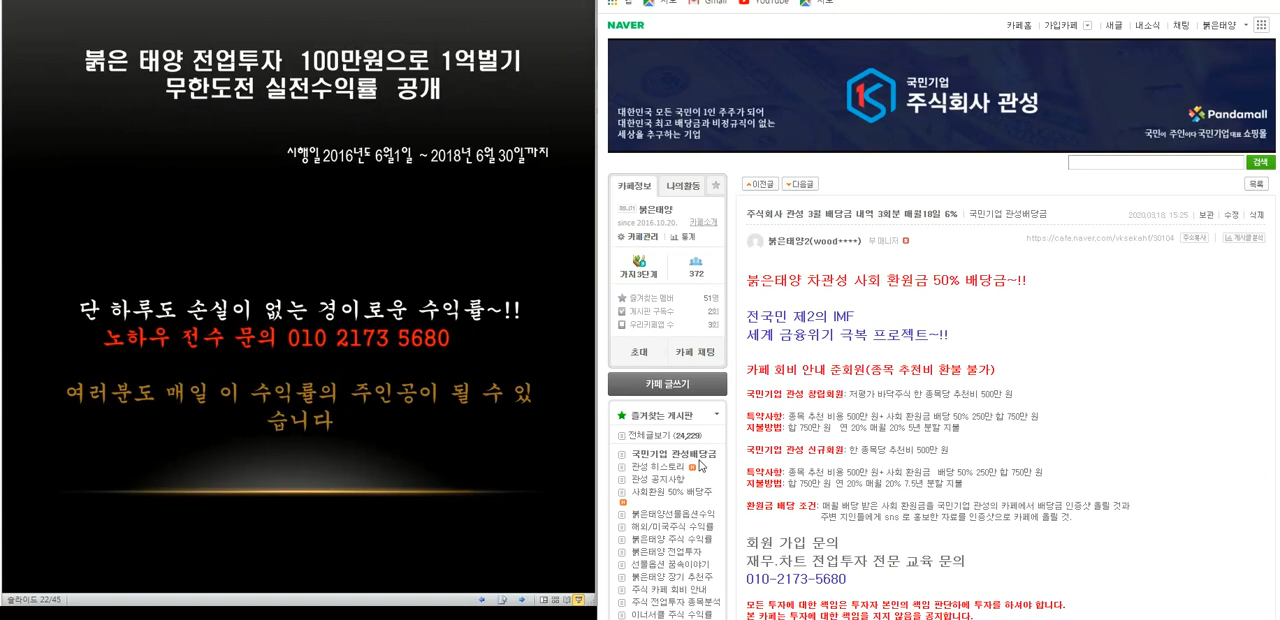 붉은 태양 전업투자 100만원으로 1억벌기
무한도전 실전수익률 공개
시행일2016년도 6월1일 ~ 2018년 6월 30일까지
단 하루도 손실이 없는 경이로운 수익률~!!
노하우 전수 문의 010 2173 5680
여러분도 매일 이 수익률의 주인공이 될 수 있
습니다
슬라이드 22/45
Gmail
YouTube
지도
NAVER
카페홈 가입카페 새글 내소식 채팅 붉은태양
국민기업
주식회사 관성
대한민국 모든 국민이 1인 주주가 되어
대한민국 최고 배당금과 비정규직이 없는
세상을 추구하는 기업
Pandamall
국민이 주인이다 국민기업대표 쇼핑몰
검색
카페정보 나의활동
매니저 붉은태양
since 2016.10.20. 카페소개
카페관리 통계
가지3단계 372
즐겨찾는 멤버 51명
게시판 구독수 2회
우리카페앱 수 3회
초대 카페 채팅
카페 글쓰기
즐겨찾는 게시판
전체글보기 (24,229)
국민기업 관성배당금
관성 히스토리
관성 공지사항
사회환원 50% 배당주
붉은태양선물옵션수익
해외/미국주식 수익률
붉은태양 주식 수익률
붉은태양 전업투자
선물옵션 꿈속이야기
붉은태양 장기 추천주
주식 카페 회비 안내
주식 전업투자 종목분석
이너서클 주식 수익률
이전글 다음글 목록
주식회사 관성 3월 배당금 내역 3회분 매월18일 6% 국민기업 관성배당금
2020.03.18. 15:25 보관 수정 삭제
붉은태양2(wood****) 부매니저
https://cafe.naver.com/vksekahf/30104 주소복사 게시글 분석
붉은태양 차관성 사회 환원금 50% 배당금~!!
전국민 제2의 IMF
세계 금융위기 극복 프로젝트~!!
카페 회비 안내 준회원(종목 추천비 환불 불가)
국민기업 관성 창립회원: 저평가 바닥주식 한 종목당 추천비 500만 원
특약사항: 종목 추천 비용 500만 원+ 사회 환원금 배당 50% 250만 합 750만 원
지불방법: 합 750만 원 연 20% 매월 20% 5년 분할 지불
국민기업 관성 신규회원: 한 종목당 추천비 500만 원
특약사항: 종목 추천 비용 500만 원+ 사회 환원금 배당 50% 250만 합 750만 원
지불방법: 합 750만 원 연 20% 매월 20% 7.5년 분할 지불
환원금 배당 조건: 매월 배당 받은 사회 환원금을 국민기업 관성의 카페에서 배당금 인증샷 올릴 것과
주변 지인들에게 sns 로 홍보한 자료를 인증샷으로 카페에 올릴 것.
회원 가입 문의
재무.차트 전업투자 전문 교육 문의
010-2173-5680
모든 투자에 대한 책임은 투자자 본인의 책임 판단하에 투자를 하셔야 합니다.
본 카페는 투자에 대한 책임을 지지 않음을 공지합니다.